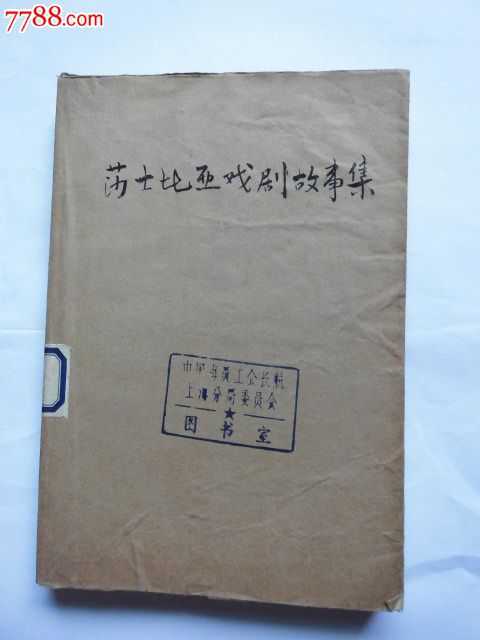 7788.com
莎士比亚戏剧故事集
中国海员工会长航
上海分局委员会
图书室